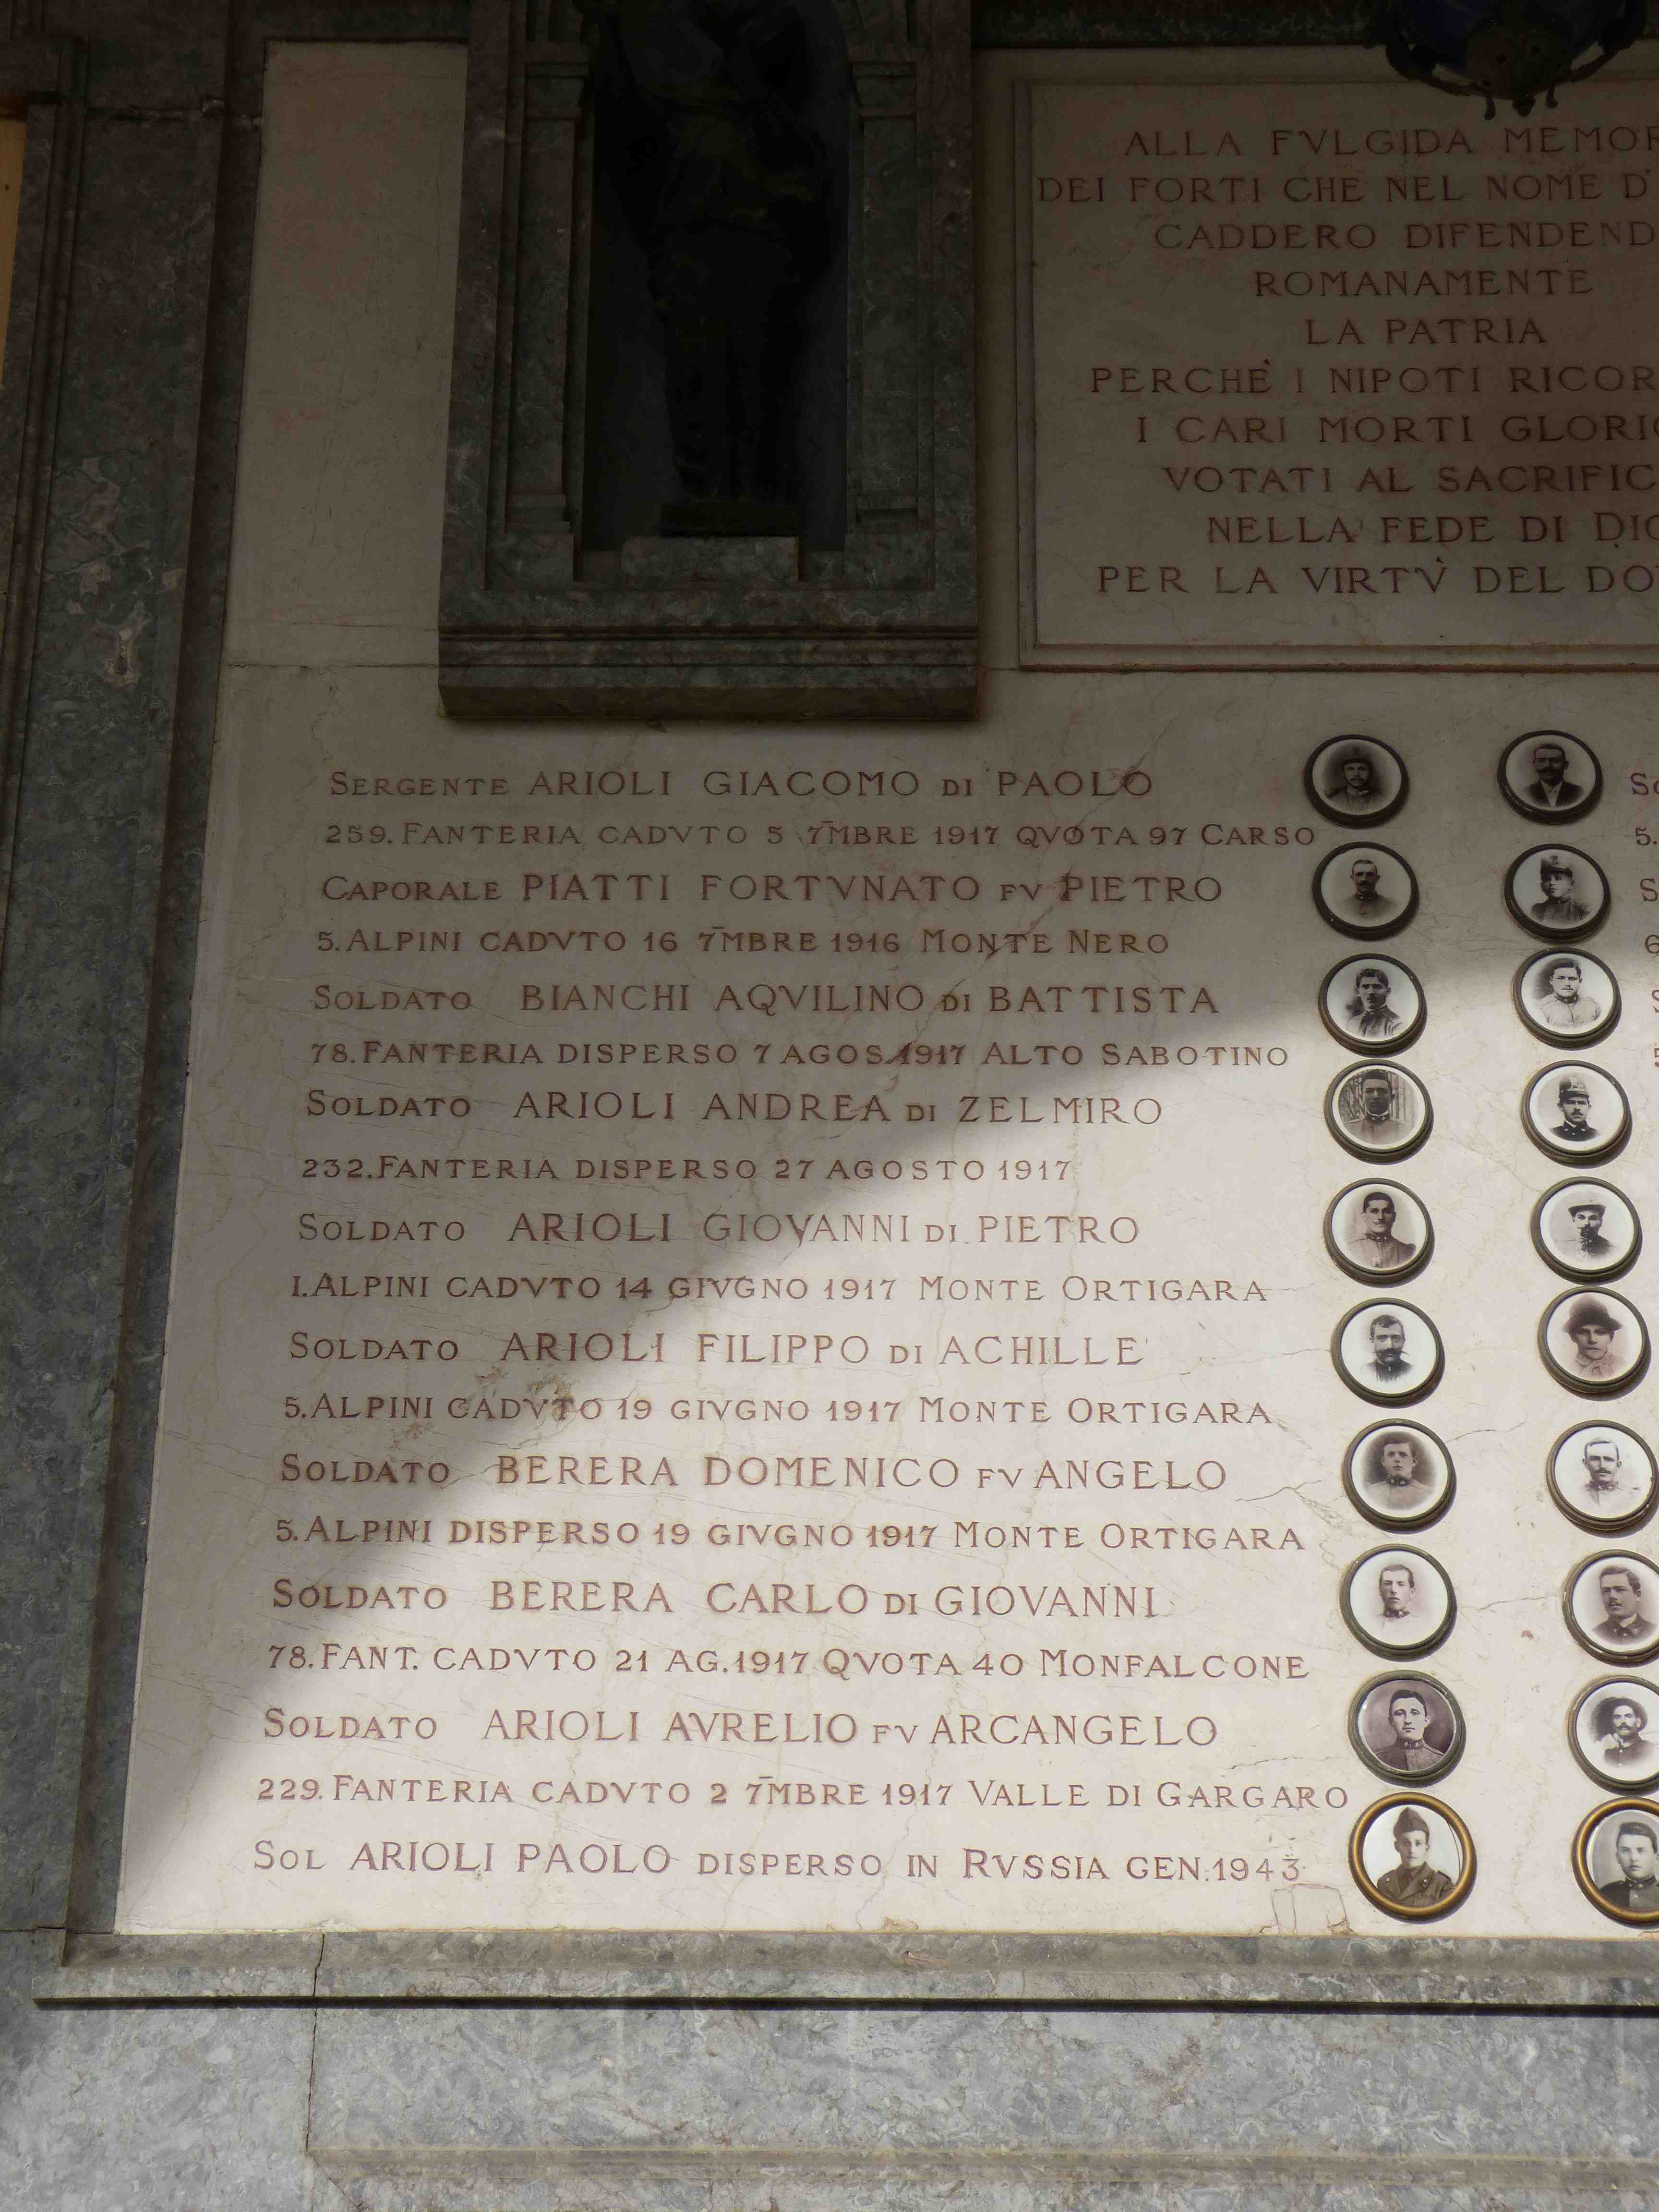 ALLA FVLGIDA
DEI FORTI CHE NEL NOME
CADDERO
ROMANAMENTE
LA PATRIA
PERCHÈ I NIPOTI
I CARI MORTI
VOTATI AL
NELLA FEDE DI
PER LA VIRTÙ DEL
SERGENTE ARIOLI GIACOMO DI PAOLO
259. FANTERIA CADVTO 5 7MBRE 1917 QVOTA 97 CARSO
CAPORALE PIATTI FORTVNATO FV PIETRO
5. ALPINI CADVTO 16 7MBRE 1916 MONTE NERO
SOLDATO BIANCHI AQVILINO DI BATTISTA
78. FANTERIA DISPERSO 7 AGOS. 1917 ALTO SABOTINO
SOLDATO ARIOLI ANDREA DI ZELMIRO
232. FANTERIA DISPERSO 27 AGOSTO 1917
SOLDATO ARIOLI GIOVANNI DI PIETRO
1. ALPINI CADVTO 14 GIVGNO 1917 MONTE ORTIGARA
SOLDATO ARIOLI FILIPPO DI ACHILLE
5. ALPINI CADVTO 19 GIVGNO 1917 MONTE ORTIGARA
SOLDATO BERERA DOMENICO FV ANGELO
5. ALPINI DISPERSO 19 GIVGNO 1917 MONTE ORTIGARA
SOLDATO BERERA CARLO DI GIOVANNI
78. FANT. CADVTO 21 AG. 1917 QVOTA 40 MONFALCONE
SOLDATO ARIOLI AVRELIO FV ARCANGELO
229. FANTERIA CADVTO 2 7MBRE 1917 VALLE DI GARGARO
SOL ARIOLI PAOLO DISPERSO IN RVSSIA GEN. 1943